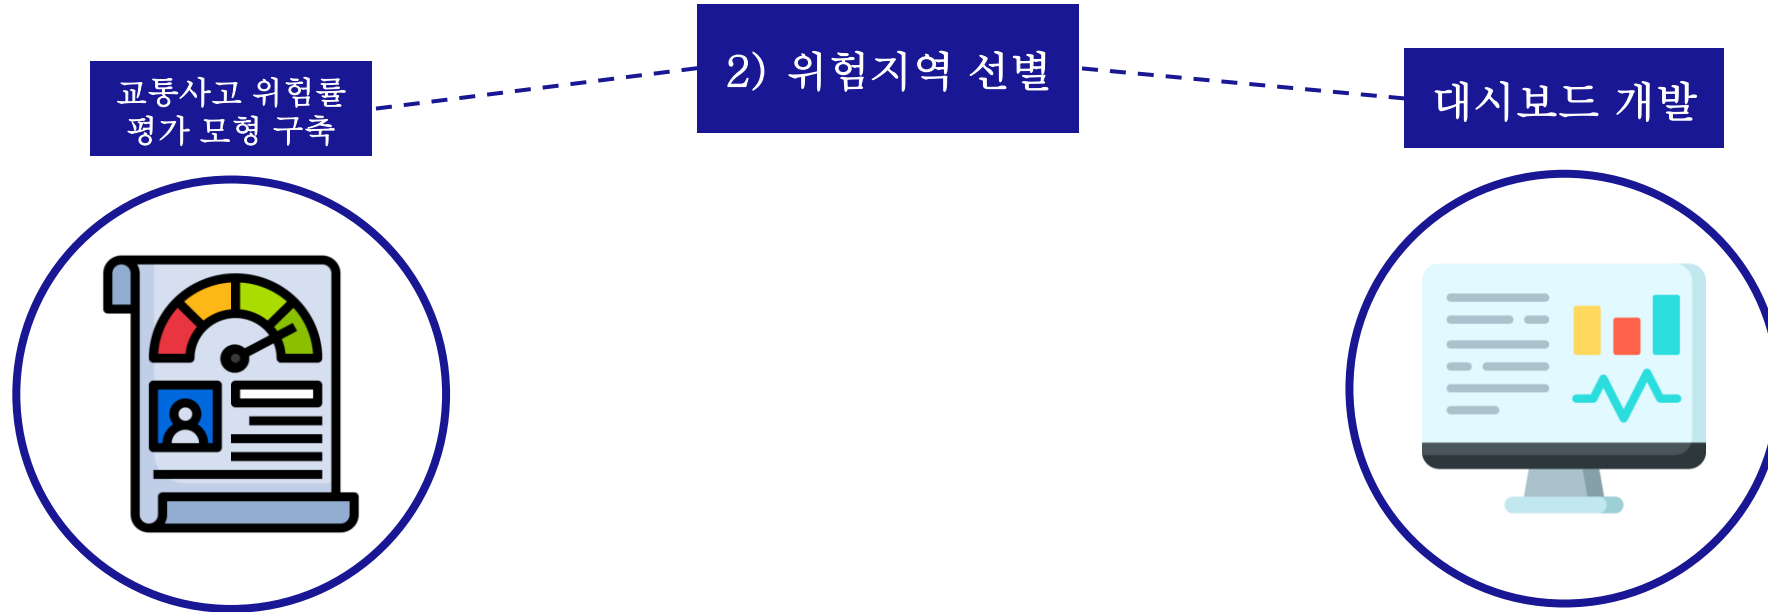 교통사고 위험률
평가 모형 구축
2) 위험지역 선별
대시보드 개발